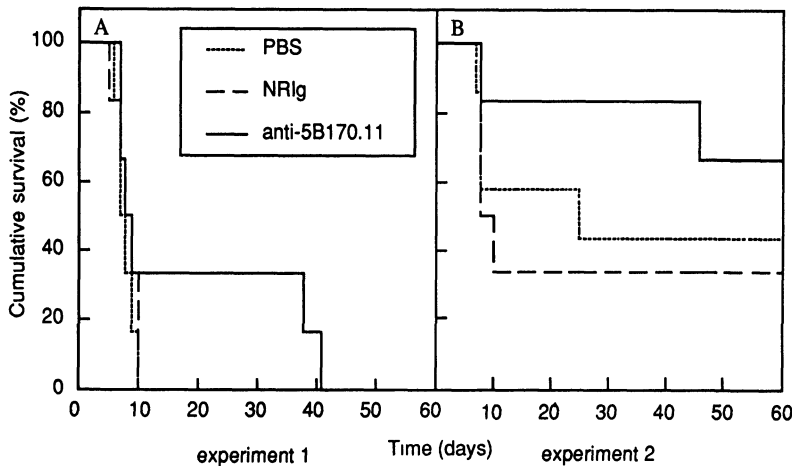 A
B
PBS
NRIg
anti-5B170.11
Cumulative survival (%)
100
80
60
40
20
0
0 10 20 30 40 50 60
10 20 30 40 50 60
experiment 1
Time (days)
experiment 2